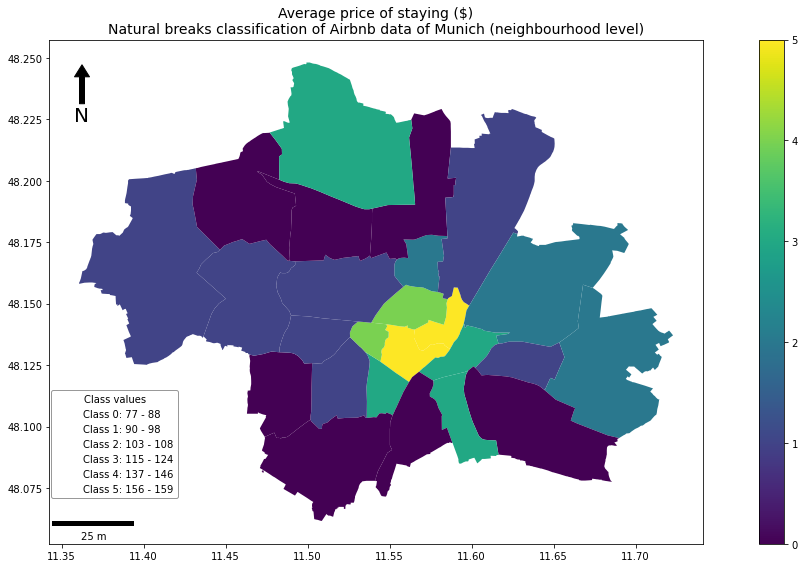 Average price of staying ($)
Natural breaks classification of Airbnb data of Munich (neighbourhood level)
48.250
48.225
48.200
48.175
48.150
48.125
48.100
48.075
N
Class values
Class 0: 77 - 88
Class 1: 90 - 98
Class 2: 103 - 108
Class 3: 115 - 124
Class 4: 137 - 146
Class 5: 156 - 159
25 m
11.35 11.40 11.45 11.50 11.55 11.60 11.65 11.70
5
4
3
2
1
0